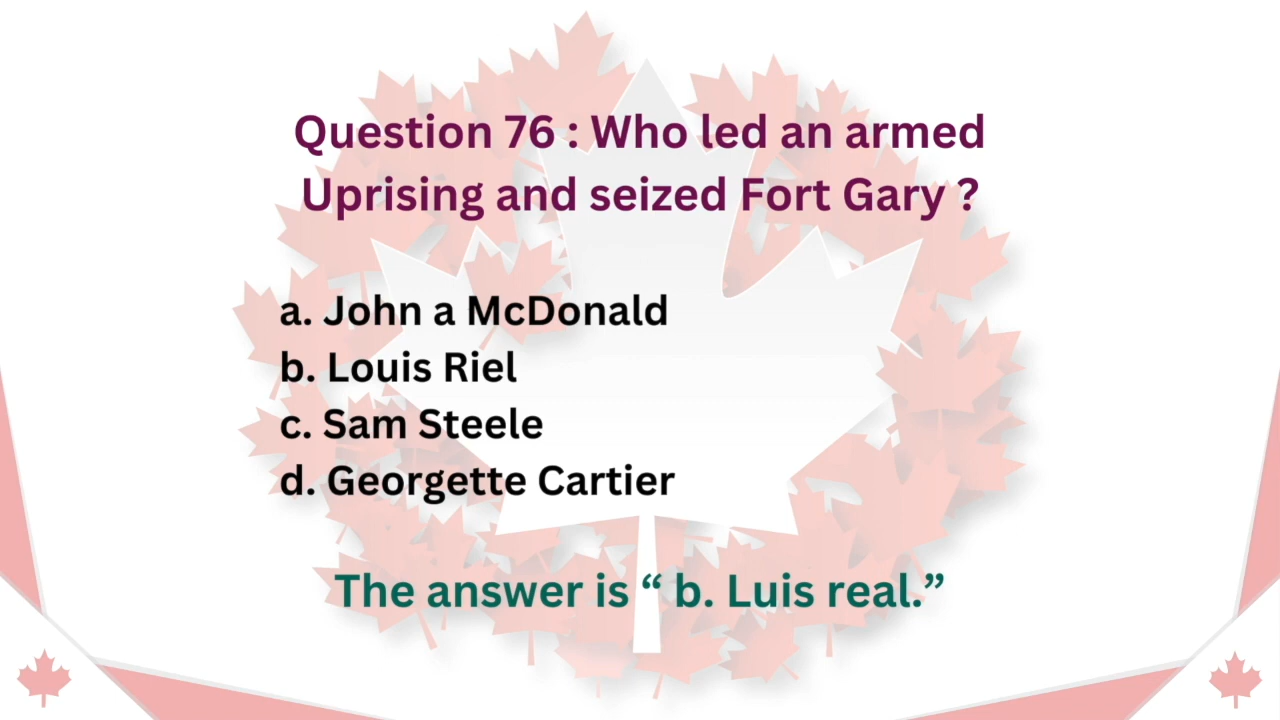 Question 76 : Who led an armed
Uprising and seized Fort Gary ?
a. John a McDonald
b. Louis Riel
c. Sam Steele
d. Georgette Cartier
The answer is “ b. Luis real.”